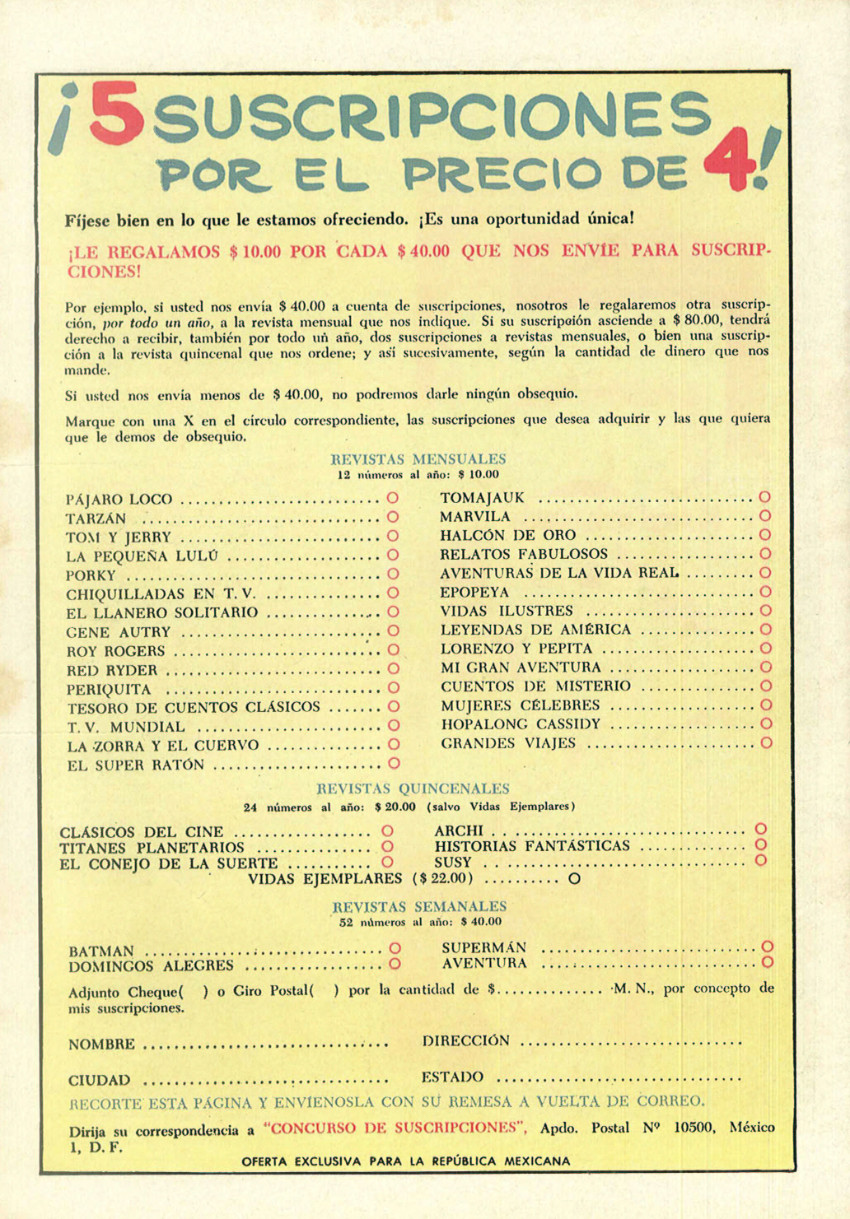 ¡5 SUSCRIPCIONES
POR EL PRECIO DE 4!
Fíjese bien en lo que le estamos ofreciendo. ¡Es una oportunidad única!
¡LE REGALAMOS $ 10.00 POR CADA $ 40.00 QUE NOS ENVIE PARA SUSCRIP-
CIONES!
Por ejemplo, si usted nos envía $ 40.00 a cuenta de suscripciones, nosotros le regalaremos otra suscrip-
ción, por todo un año, a la revista mensual que nos indique. Si su suscripción asciende a $ 80.00, tendrá
derecho a recibir, también por todo un año, dos suscripciones a revistas mensuales, o bien una suscrip-
ción a la revista quincenal que nos ordene; y así sucesivamente, según la cantidad de dinero que nos
mande.
Si usted nos envía menos de $ 40.00, no podremos darle ningún obsequio.
Marque con una X en el círculo correspondiente, las suscripciones que desea adquirir y las que quiera
que le demos de obsequio.
REVISTAS MENSUALES
12 números al año: $ 10.00
PÁJARO LOCO ........................ O
TARZÁN ............................. O
TOM Y JERRY ........................ O
LA PEQUEÑA LULÚ .................. O
PORKY .............................. O
CHIQUILLADAS EN T. V. .............. O
EL LLANERO SOLITARIO .............. O
GENE AUTRY ........................ O
ROY ROGERS ......................... O
RED RYDER .......................... O
PERIQUITA .......................... O
TESORO DE CUENTOS CLÁSICOS ....... O
T. V. MUNDIAL ...................... O
LA ZORRA Y EL CUERVO .............. O
EL SUPER RATÓN ..................... O
TOMAJAUK .......................... O
MARVILA ............................ O
HALCÓN DE ORO ..................... O
RELATOS FABULOSOS ................. O
AVENTURAS DE LA VIDA REAL ......... O
EPOPEYA ............................ O
VIDAS ILUSTRES ..................... O
LEYENDAS DE AMÉRICA .............. O
LORENZO Y PEPITA ................... O
MI GRAN AVENTURA .................. O
CUENTOS DE MISTERIO .............. O
MUJERES CÉLEBRES .................. O
HOPALONG CASSIDY .................. O
GRANDES VIAJES ..................... O
REVISTAS QUINCENALES
24 números al año: $ 20.00 (salvo Vidas Ejemplares)
CLÁSICOS DEL CINE ................. O
TITANES PLANETARIOS ............... O
EL CONEJO DE LA SUERTE ........... O
ARCHI .............................. O
HISTORIAS FANTÁSTICAS ............. O
SUSY ............................... O
VIDAS EJEMPLARES ($ 22.00) .......... O
REVISTAS SEMANALES
52 números al año: $ 40.00
BATMAN ............................. O
DOMINGOS ALEGRES ................. O
SUPERMÁN .......................... O
AVENTURA .......................... O
Adjunto Cheque( ) o Giro Postal( ) por la cantidad de $.............. M. N., por concepto de
mis suscripciones.
NOMBRE ............................... DIRECCIÓN ............................
CIUDAD ............................... ESTADO ...............................
RECORTE ESTA PÁGINA Y ENVIENOSLA CON SU REMESA A VUELTA DE CORREO.
Dirija su correspondencia a "CONCURSO DE SUSCRIPCIONES", Apdo. Postal Nº 10500, México
1, D. F.
OFERTA EXCLUSIVA PARA LA REPÚBLICA MEXICANA